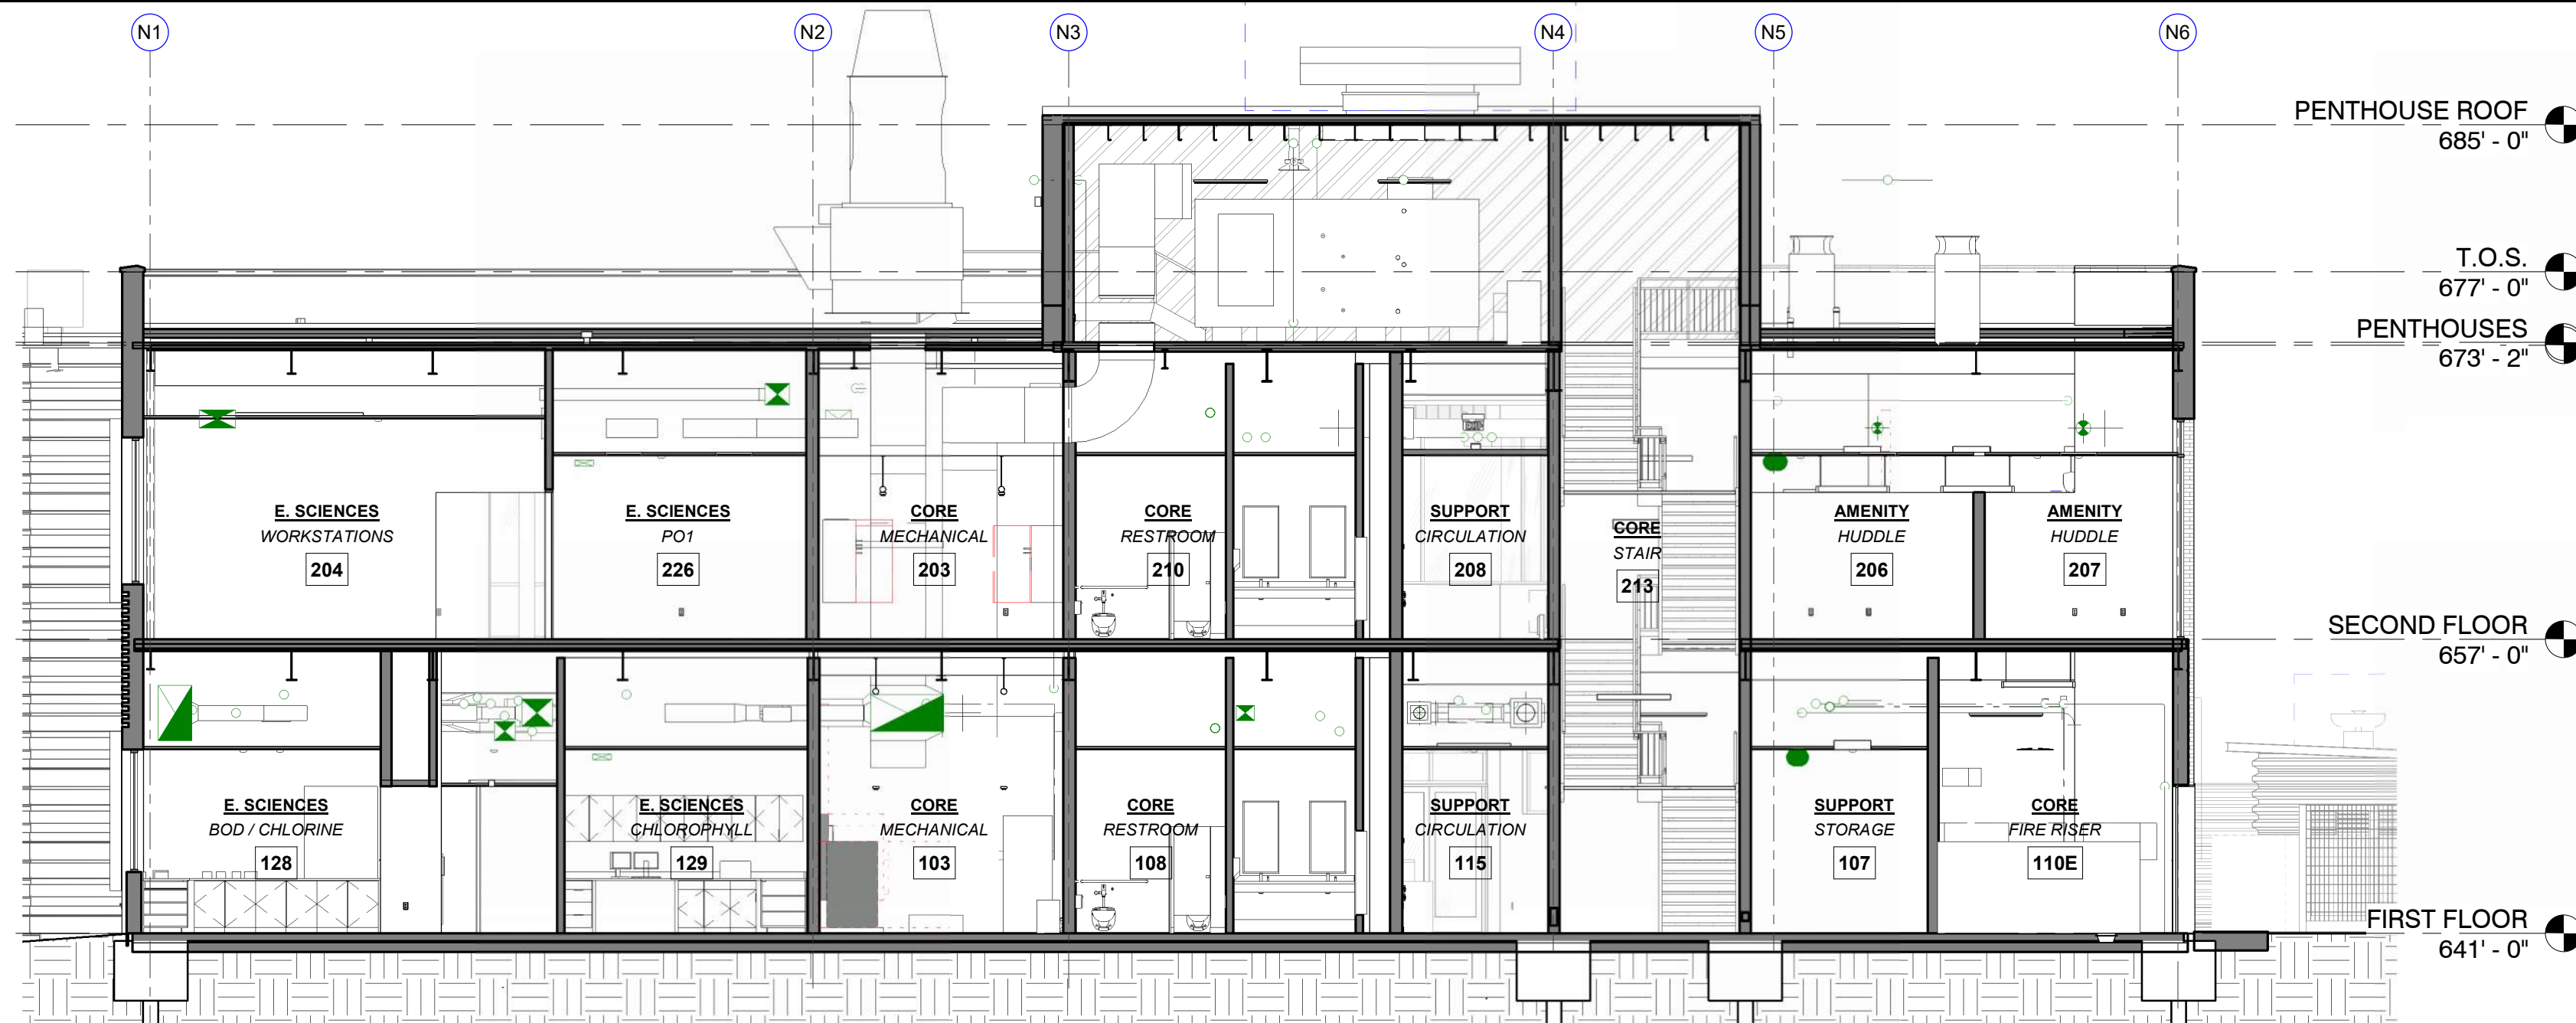 N1
N2
N3
N4
N5
N6
PENTHOUSE ROOF
685' - 0"
T.O.S.
677' - 0"
PENTHOUSES
673' - 2"
EXIT
E. SCIENCES
WORKSTATIONS
204
E. SCIENCES
PO1
226
CORE
MECHANICAL
203
CORE
RESTROOM
210
SUPPORT
CIRCULATION
208
CORE
STAIR
213
AMENITY
HUDDLE
206
AMENITY
HUDDLE
207
SECOND FLOOR
657' - 0"
E. SCIENCES
BOD / CHLORINE
128
E. SCIENCES
CHLOROPHYLL
129
CORE
MECHANICAL
103
CORE
RESTROOM
108
SUPPORT
CIRCULATION
115
SUPPORT
STORAGE
107
CORE
FIRE RISER
110E
FIRST FLOOR
641' - 0"